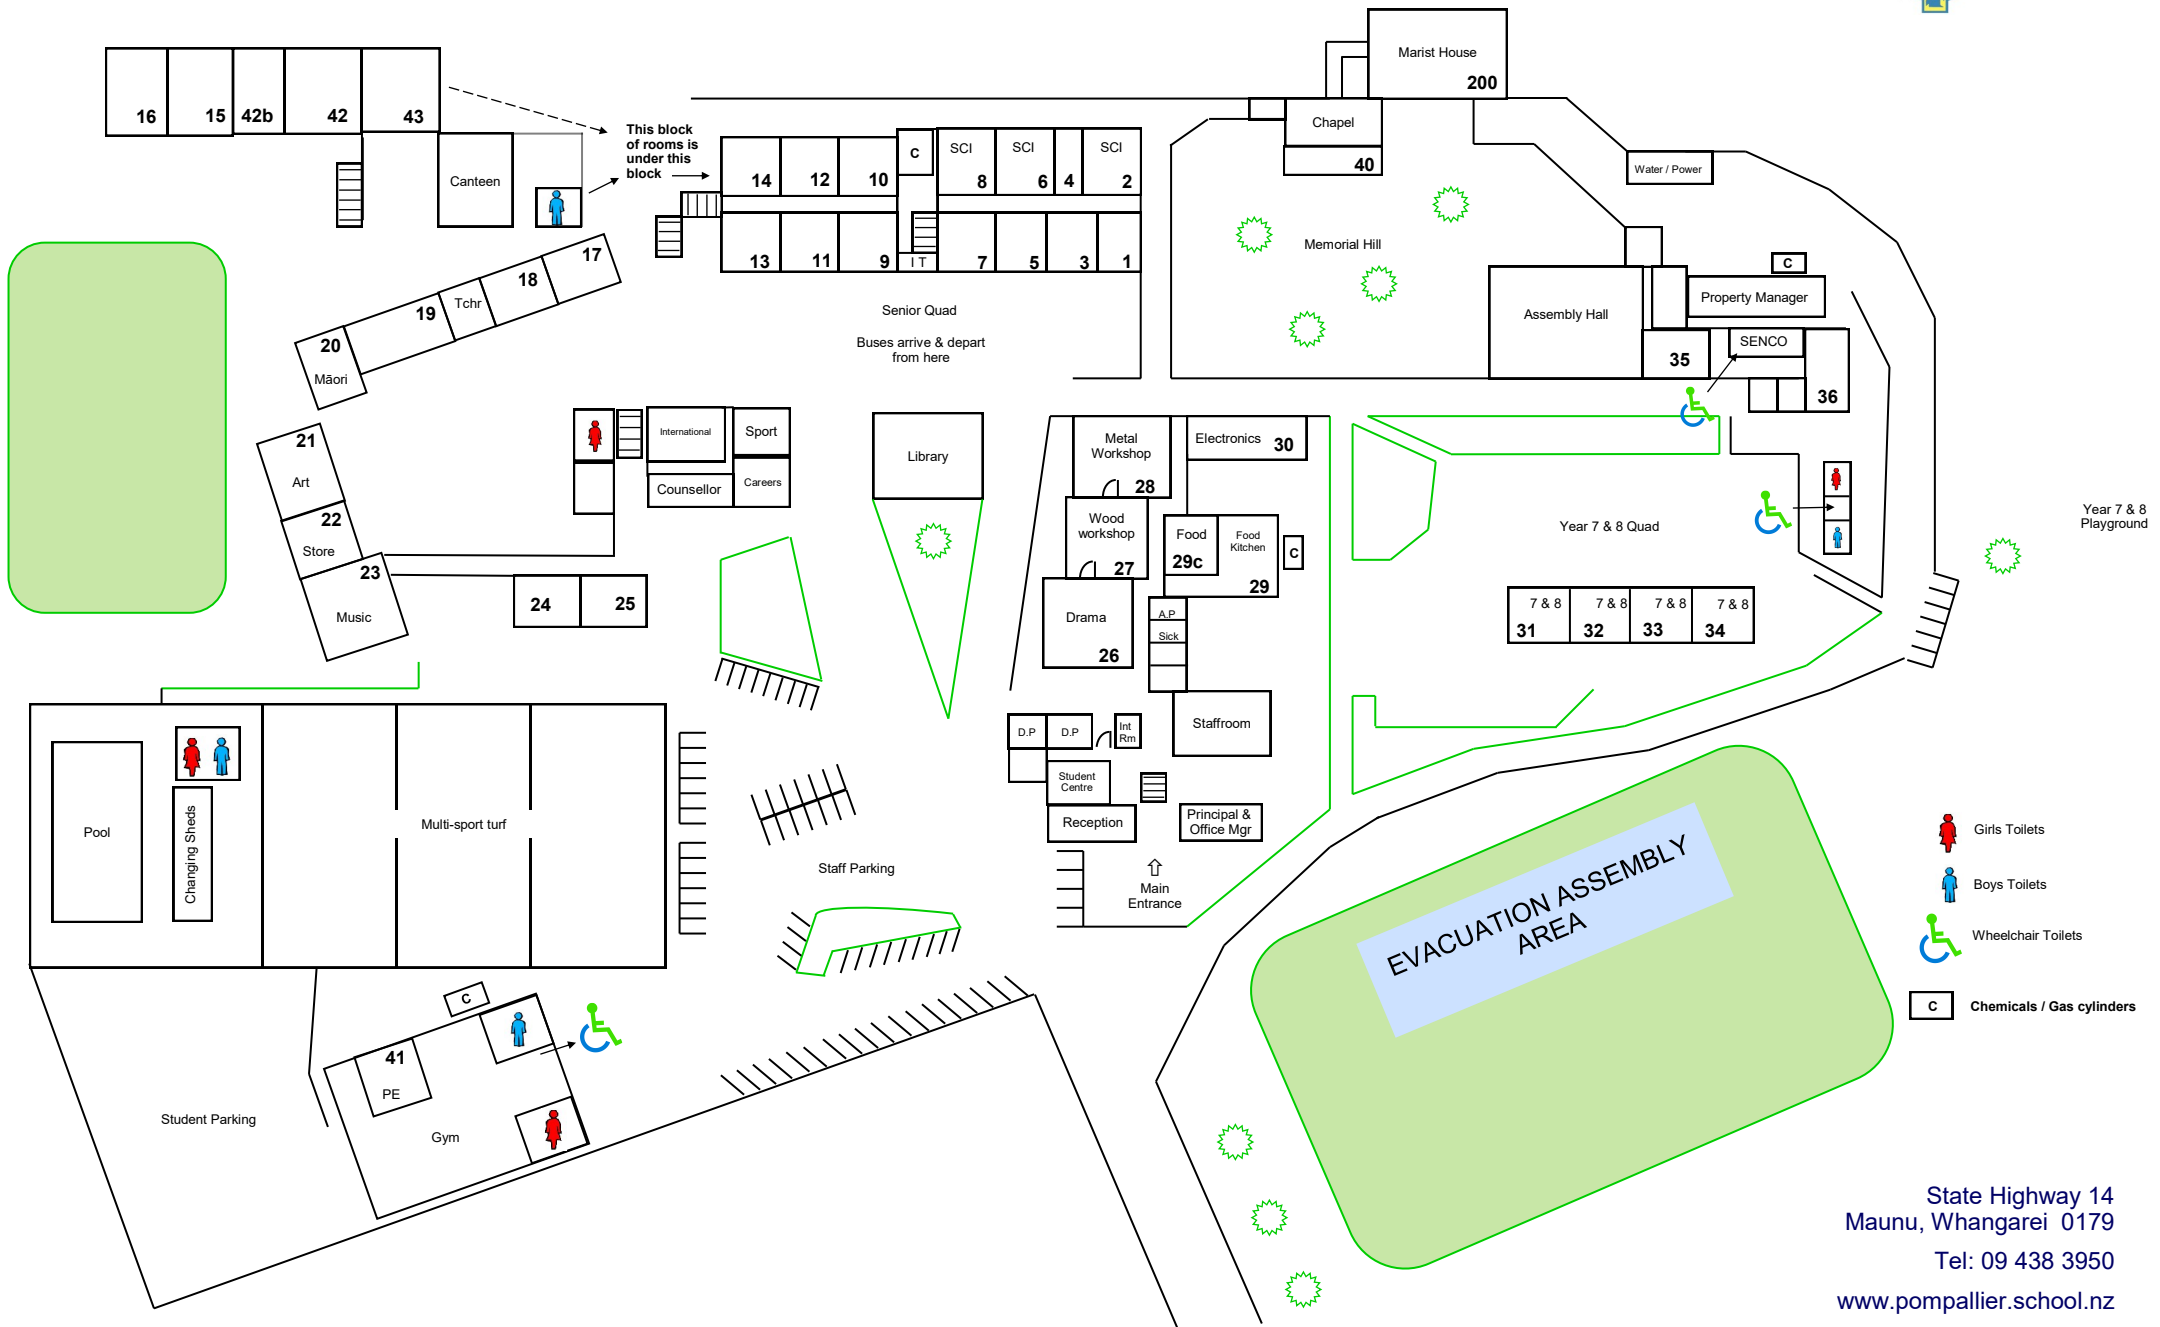 Marist House
200
16
15
42b
42
43
This block
of rooms is
under this
block
Canteen
14
12
10
C
SCI
8
SCI
6
4
SCI
2
13
11
9
I T
7
5
3
1
Chapel
40
Water / Power
Memorial Hill
C
Property Manager
Assembly Hall
35
SENCO
36
17
18
Tchr
19
20
Māori
Senior Quad
Buses arrive & depart
from here
21
Art
22
Store
23
Music
International
Sport
Counsellor
Careers
24
25
Library
Metal
Workshop
28
Electronics
30
Wood
workshop
27
Food
29c
Food
Kitchen
29
C
Drama
26
A.P
Sick
Staffroom
D.P
D.P
Int
Rm
Student
Centre
Reception
Principal &
Office Mgr
Main
Entrance
Year 7 & 8 Quad
7 & 8
31
7 & 8
32
7 & 8
33
7 & 8
34
Year 7 & 8
Playground
Pool
Changing Sheds
Multi-sport turf
Staff Parking
EVACUATION ASSEMBLY
AREA
C
41
PE
Gym
Student Parking
Girls Toilets
Boys Toilets
Wheelchair Toilets
C
Chemicals / Gas cylinders
State Highway 14
Maunu, Whangarei 0179
Tel: 09 438 3950
www.pompallier.school.nz